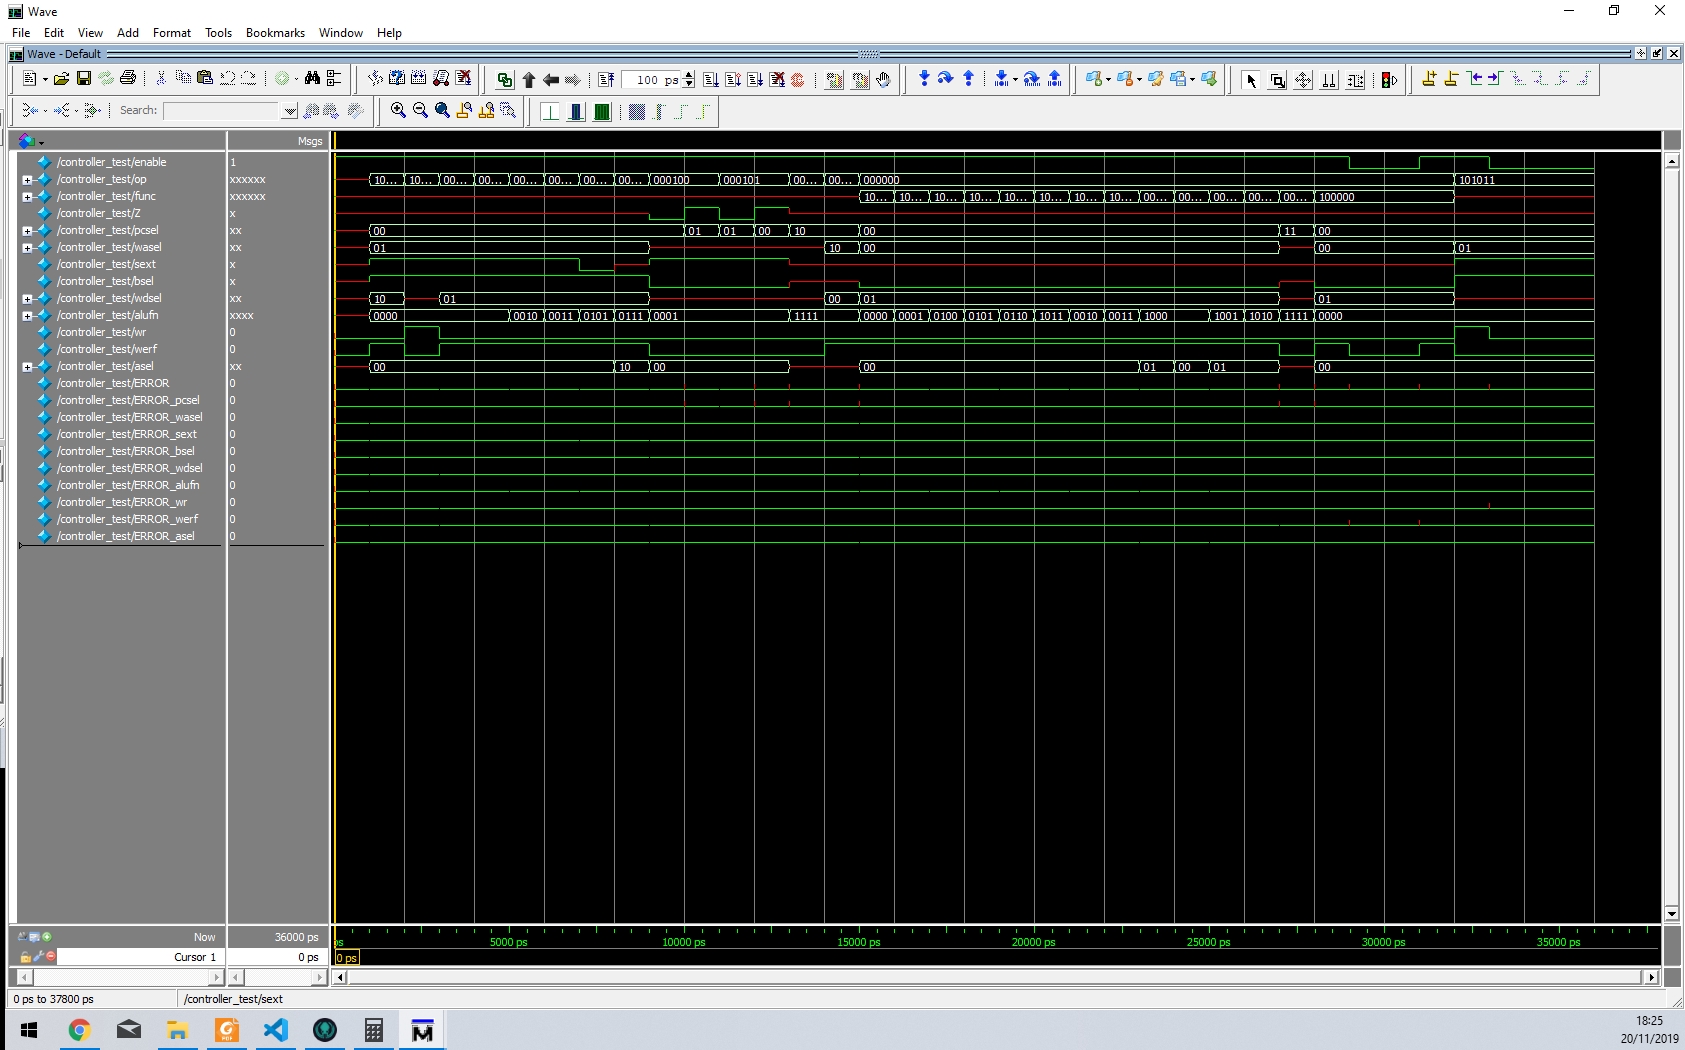 Wave
File Edit View Add Format Tools Bookmarks Window Help
Wave - Default
100 ps
Search:
Msgs
/controller_test/enable 1
/controller_test/op xxxxxx 10... 10... 00... 00... 00... 00... 00... 00... 000100 000101 00... 00... 000000 101011
/controller_test/func xxxxxx 10... 10... 10... 10... 10... 10... 10... 10... 00... 00... 00... 00... 00... 100000
/controller_test/Z x
/controller_test/pcsel xx 00 01 01 00 10 00 11 00
/controller_test/wasel xx 01 10 00 00 01
/controller_test/sext x
/controller_test/bsel x
/controller_test/wdsel xx 10 01 00 01 01
/controller_test/alufn xxxx 0000 0010 0011 0101 0111 0001 1111 0000 0001 0100 0101 0110 1011 0010 0011 1000 1001 1010 1111 0000
/controller_test/wr 0
/controller_test/werf 0
/controller_test/asel xx 00 10 00 00 01 00 01 00
/controller_test/ERROR 0
/controller_test/ERROR_pcsel 0
/controller_test/ERROR_wasel 0
/controller_test/ERROR_sext 0
/controller_test/ERROR_bsel 0
/controller_test/ERROR_wdsel 0
/controller_test/ERROR_alufn 0
/controller_test/ERROR_wr 0
/controller_test/ERROR_werf 0
/controller_test/ERROR_asel 0
Now 36000 ps ps 5000 ps 10000 ps 15000 ps 20000 ps 25000 ps 30000 ps 35000 ps
Cursor 1 0 ps 0 ps
0 ps to 37800 ps /controller_test/sext
18:25
20/11/2019